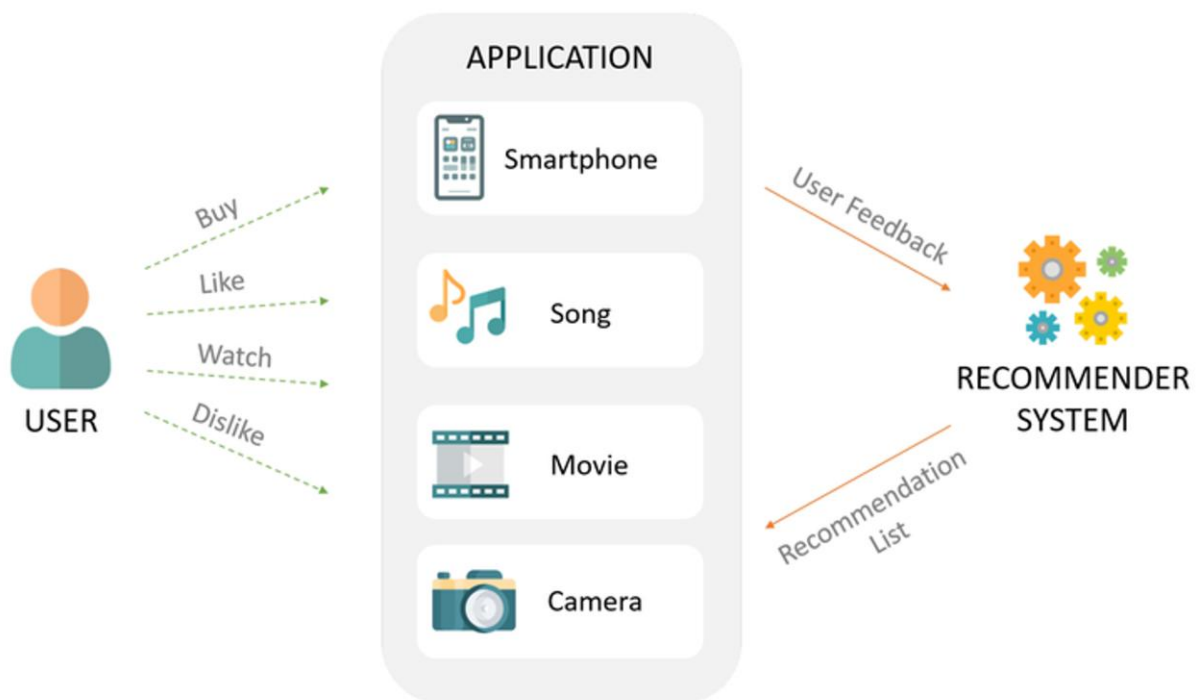 APPLICATION
Smartphone
Buy
User Feedback
Like
Song
Watch
RECOMMENDER
SYSTEM
USER
Dislike
Movie
Recommendation
List
Camera